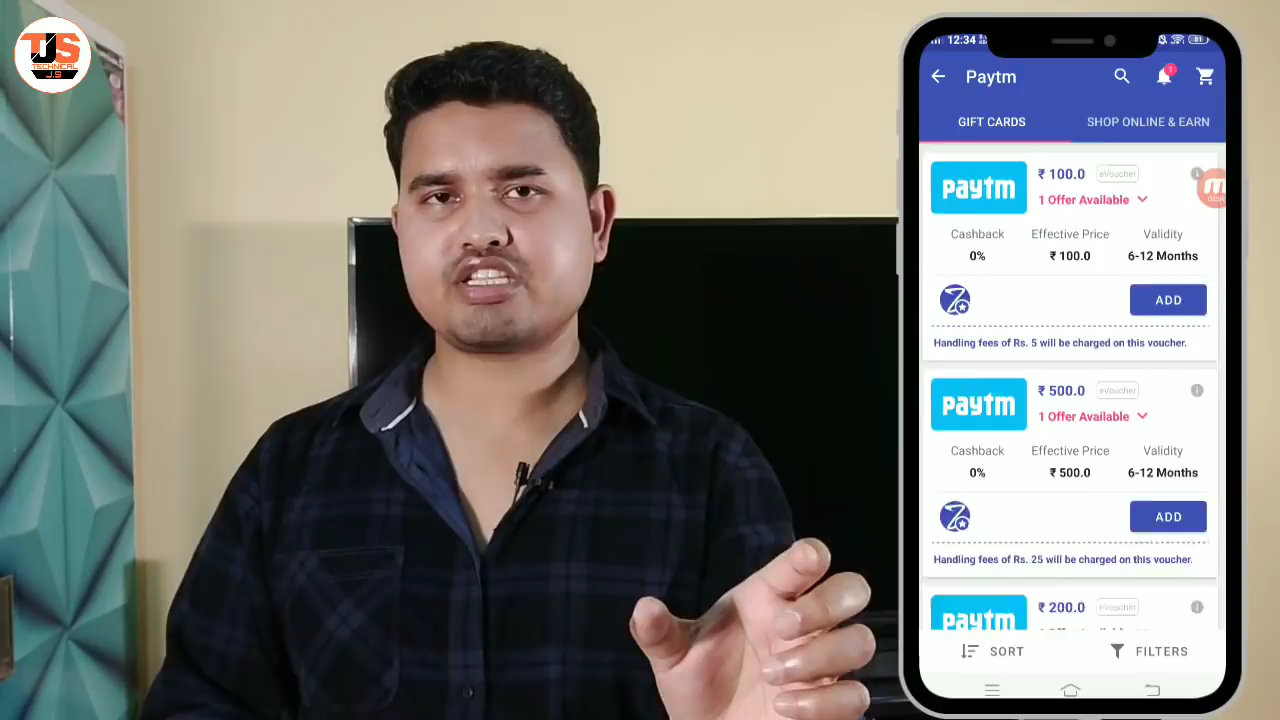 TJS
TECHNICAL
J.S
12:34
81
Paytm
1
GIFT CARDS
SHOP ONLINE & EARN
paytm
₹ 100.0
eVoucher
1 Offer Available
Cashback
Effective Price
Validity
0%
₹ 100.0
6-12 Months
ADD
Handling fees of Rs. 5 will be charged on this voucher.
paytm
₹ 500.0
eVoucher
1 Offer Available
Cashback
Effective Price
Validity
0%
₹ 500.0
6-12 Months
ADD
Handling fees of Rs. 25 will be charged on this voucher.
paytm
₹ 200.0
eVoucher
SORT
FILTERS